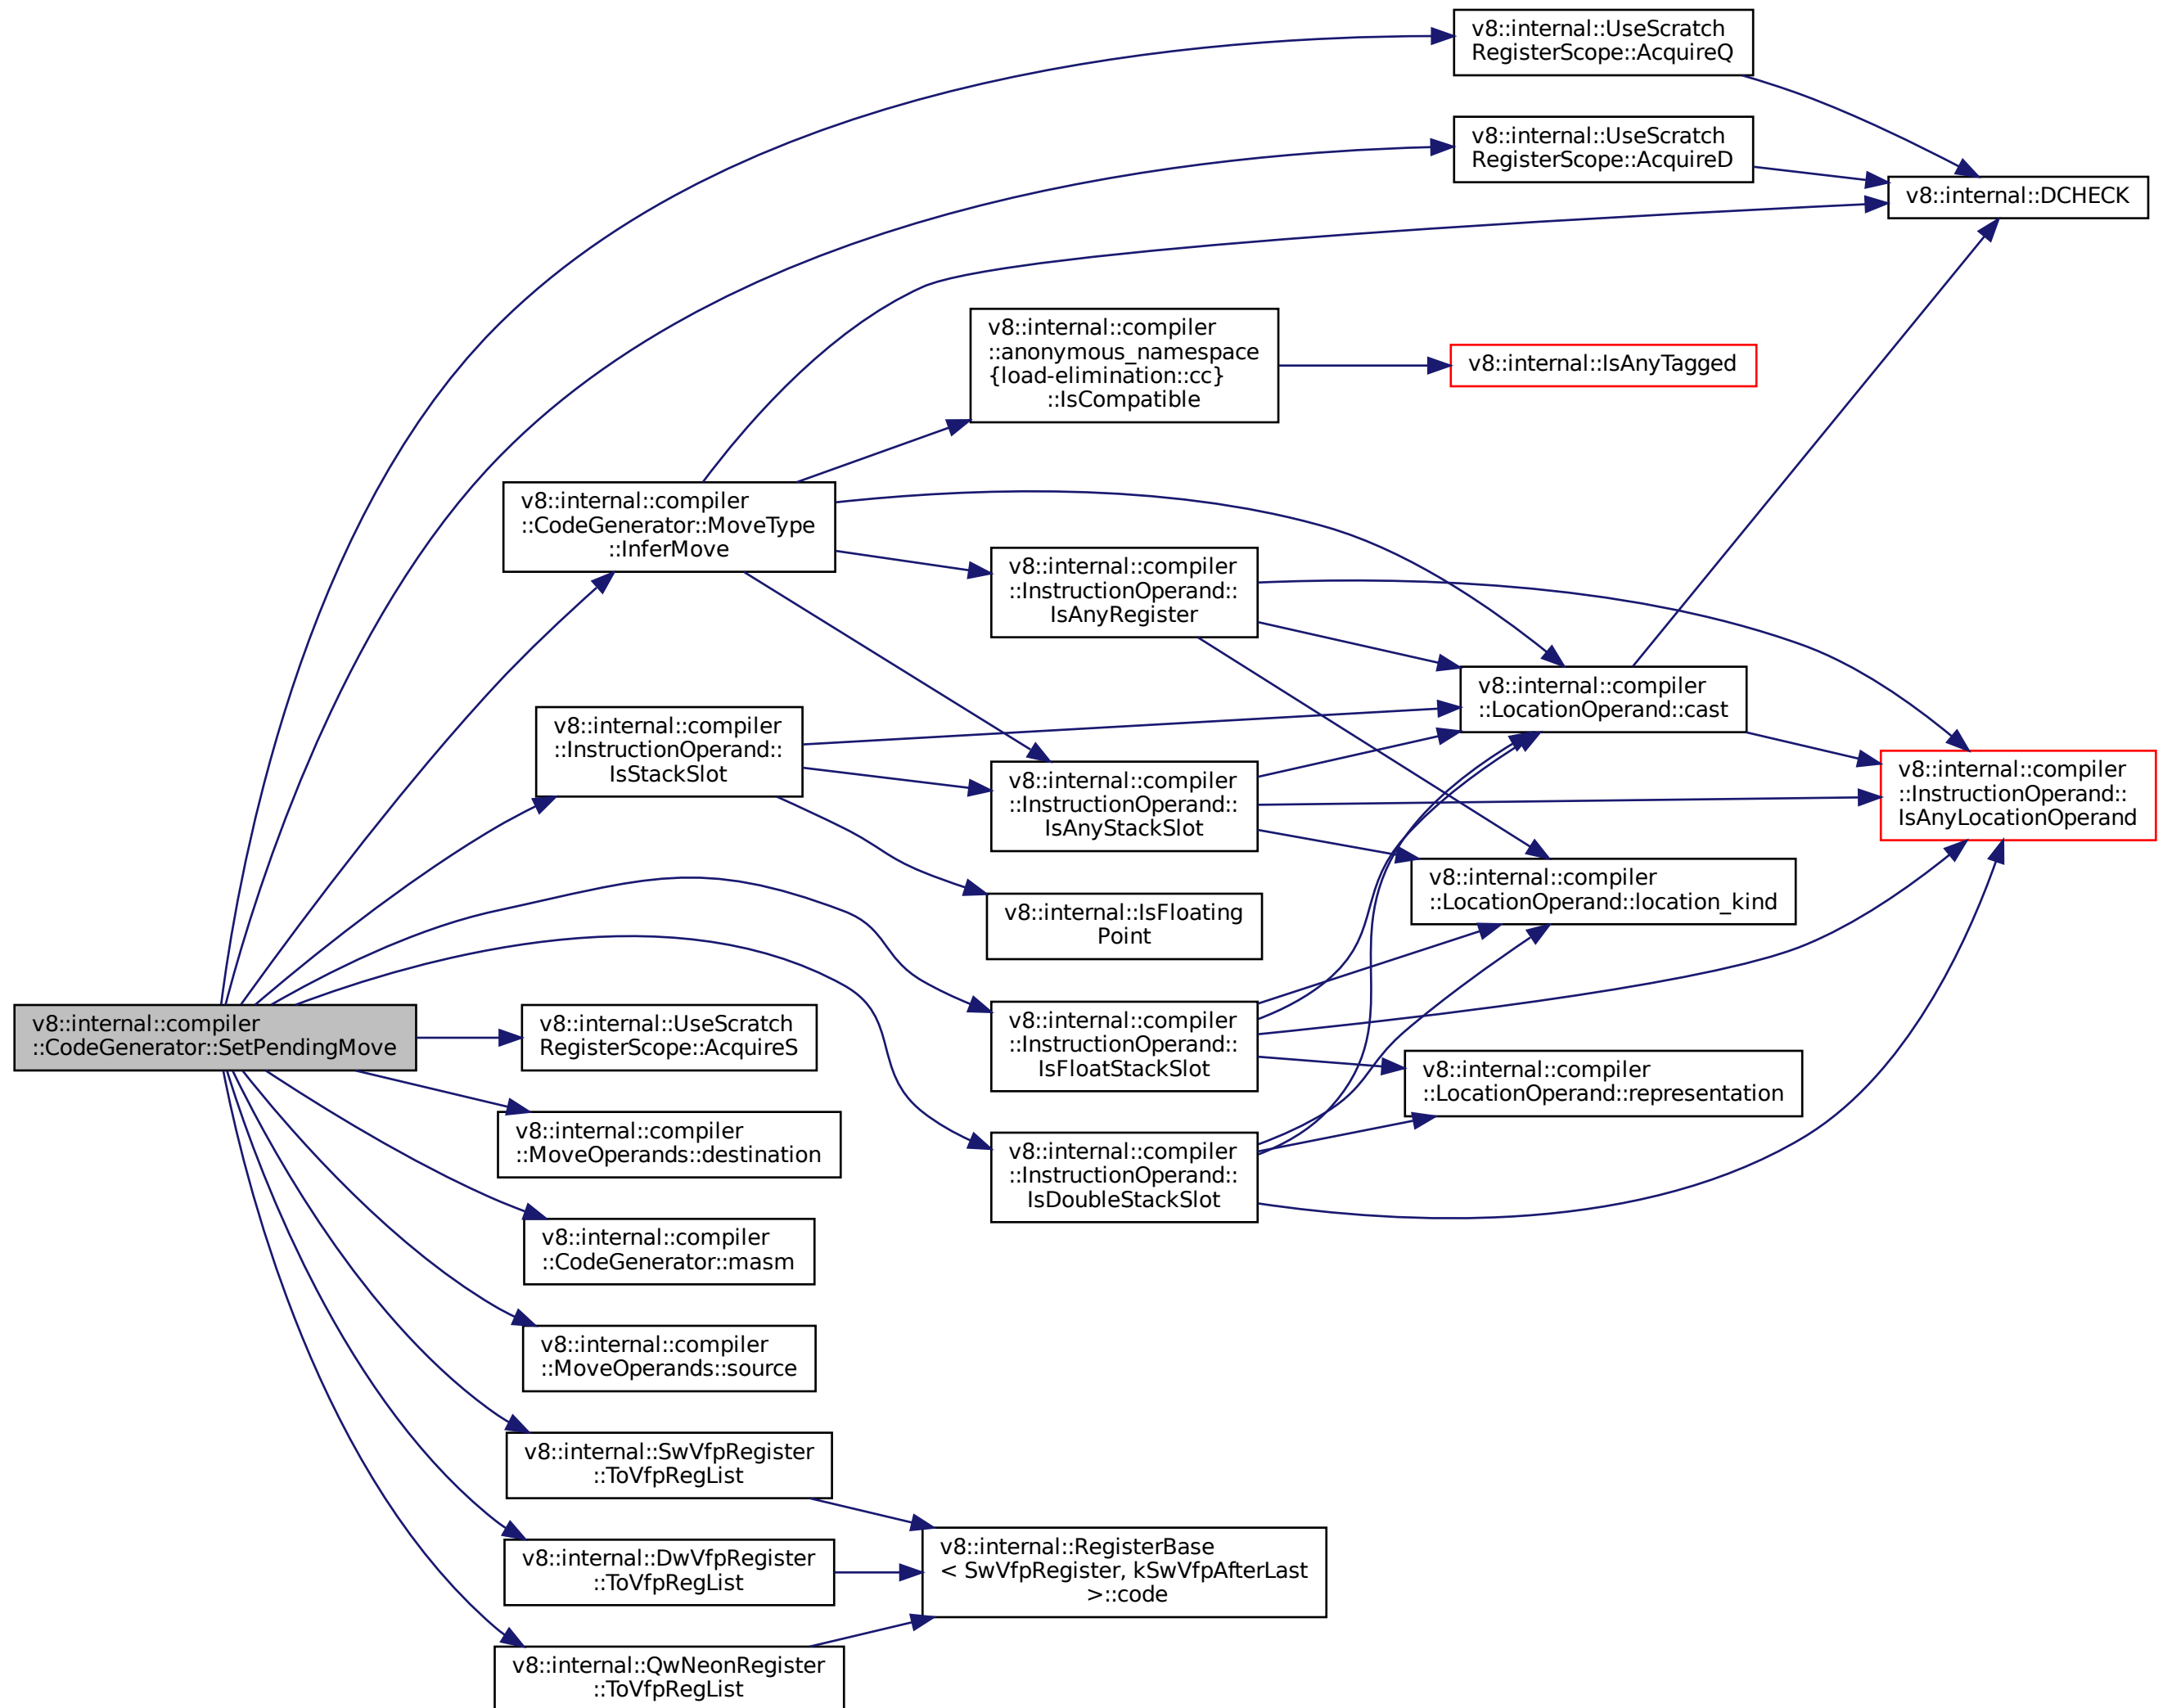 v8::internal::UseScratch
RegisterScope::AcquireQ
v8::internal::UseScratch
RegisterScope::AcquireD
v8::internal::DCHECK
v8::internal::compiler
::anonymous_namespace
{load-elimination::cc}
::IsCompatible
v8::internal::IsAnyTagged
v8::internal::compiler
::CodeGenerator::MoveType
::InferMove
v8::internal::compiler
::InstructionOperand::
IsAnyRegister
v8::internal::compiler
::LocationOperand::cast
v8::internal::compiler
::InstructionOperand::
IsStackSlot
v8::internal::compiler
::InstructionOperand::
IsAnyStackSlot
v8::internal::compiler
::InstructionOperand::
IsAnyLocationOperand
v8::internal::compiler
::LocationOperand::location_kind
v8::internal::IsFloating
Point
v8::internal::compiler
::CodeGenerator::SetPendingMove
v8::internal::UseScratch
RegisterScope::AcquireS
v8::internal::compiler
::InstructionOperand::
IsFloatStackSlot
v8::internal::compiler
::LocationOperand::representation
v8::internal::compiler
::MoveOperands::destination
v8::internal::compiler
::InstructionOperand::
IsDoubleStackSlot
v8::internal::compiler
::CodeGenerator::masm
v8::internal::compiler
::MoveOperands::source
v8::internal::SwVfpRegister
::ToVfpRegList
v8::internal::DwVfpRegister
::ToVfpRegList
v8::internal::RegisterBase
< SwVfpRegister, kSwVfpAfterLast
>::code
v8::internal::QwNeonRegister
::ToVfpRegList